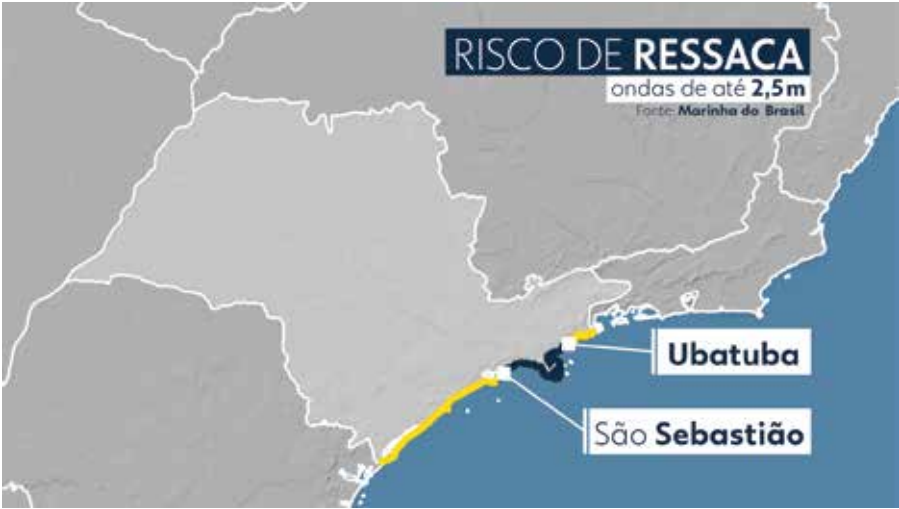 RISCO DE RESSACA
ondas de até 2,5m
Fonte: Marinha do Brasil
Ubatuba
São Sebastião